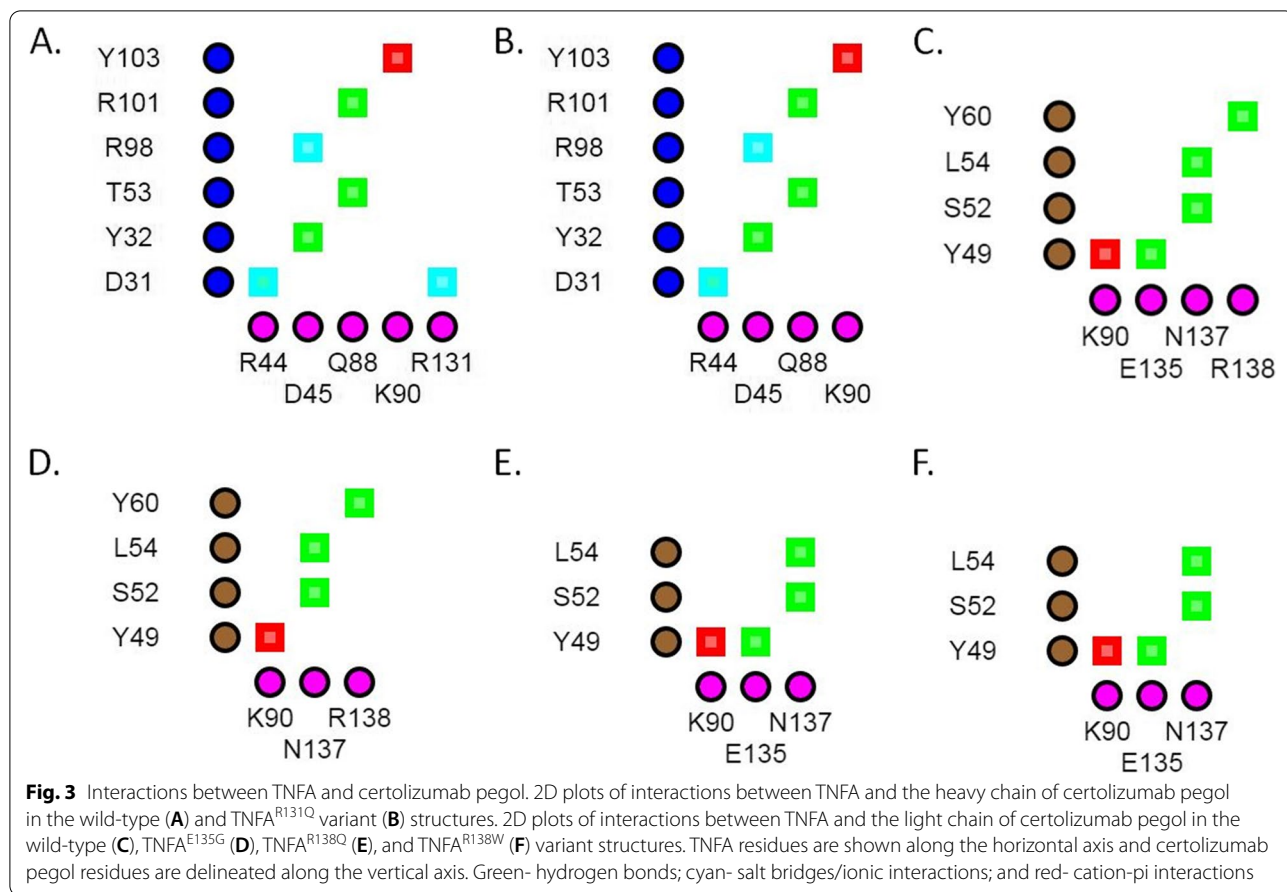 A.
Y103
R101
R98
T53
Y32
D31
R44 Q88 R131
D45 K90
B.
Y103
R101
R98
T53
Y32
D31
R44 Q88
D45 K90
C.
Y60
L54
S52
Y49
K90 N137
E135 R138
D.
Y60
L54
S52
Y49
K90 R138
N137
E.
L54
S52
Y49
K90 N137
E135
F.
L54
S52
Y49
K90 N137
E135
Fig. 3 Interactions between TNFA and certolizumab pegol. 2D plots of interactions between TNFA and the heavy chain of certolizumab pegol
in the wild-type (A) and TNFA^R131Q variant (B) structures. 2D plots of interactions between TNFA and the light chain of certolizumab pegol in the
wild-type (C), TNFA^E135G (D), TNFA^R138Q (E), and TNFA^R138W (F) variant structures. TNFA residues are shown along the horizontal axis and certolizumab
pegol residues are delineated along the vertical axis. Green- hydrogen bonds; cyan- salt bridges/ionic interactions; and red- cation-pi interactions